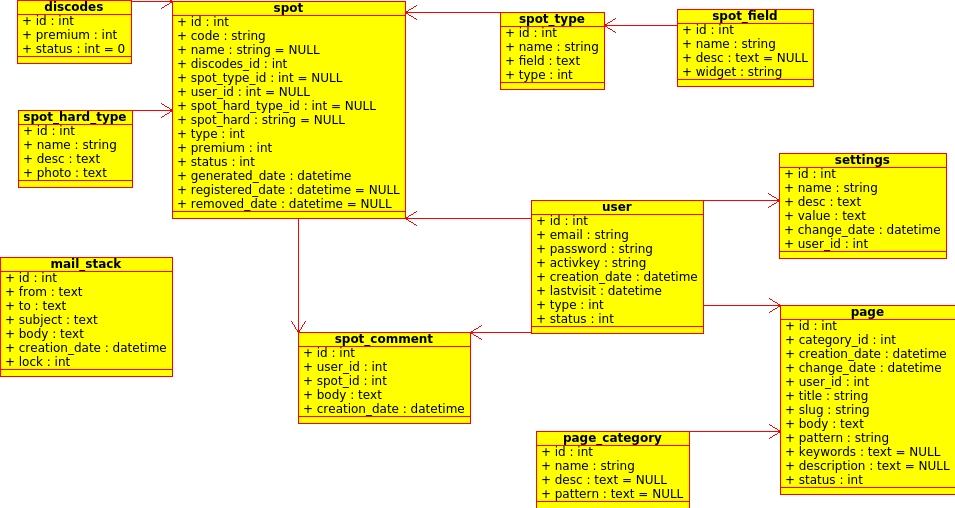 discodes
+ id : int
+ premium : int
+ status : int = 0
spot
+ id : int
+ code : string
+ name : string = NULL
+ discodes_id : int
+ spot_type_id : int = NULL
+ user_id : int = NULL
+ spot_hard_type_id : int = NULL
+ spot_hard : string = NULL
+ type : int
+ premium : int
+ status : int
+ generated_date : datetime
+ registered_date : datetime = NULL
+ removed_date : datetime = NULL
spot_type
+ id : int
+ name : string
+ field : text
+ type : int
spot_field
+ id : int
+ name : string
+ desc : text = NULL
+ widget : string
spot_hard_type
+ id : int
+ name : string
+ desc : text
+ photo : text
settings
+ id : int
+ name : string
+ desc : text
+ value : text
+ change_date : datetime
+ user_id : int
user
+ id : int
+ email : string
+ password : string
+ activkey : string
+ creation_date : datetime
+ lastvisit : datetime
+ type : int
+ status : int
mail_stack
+ id : int
+ from : text
+ to : text
+ subject : text
+ body : text
+ creation_date : datetime
+ lock : int
spot_comment
+ id : int
+ user_id : int
+ spot_id : int
+ body : text
+ creation_date : datetime
page
+ id : int
+ category_id : int
+ creation_date : datetime
+ change_date : datetime
+ user_id : int
+ title : string
+ slug : string
+ body : text
+ pattern : string
+ keywords : text = NULL
+ description : text = NULL
+ status : int
page_category
+ id : int
+ name : string
+ desc : text = NULL
+ pattern : text = NULL